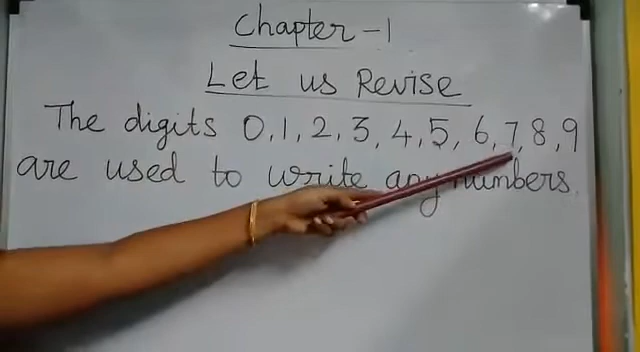 Chapter - 1
Let us Revise
The digits 0,1,2,3,4,5,6,7,8,9
are used to write any numbers.